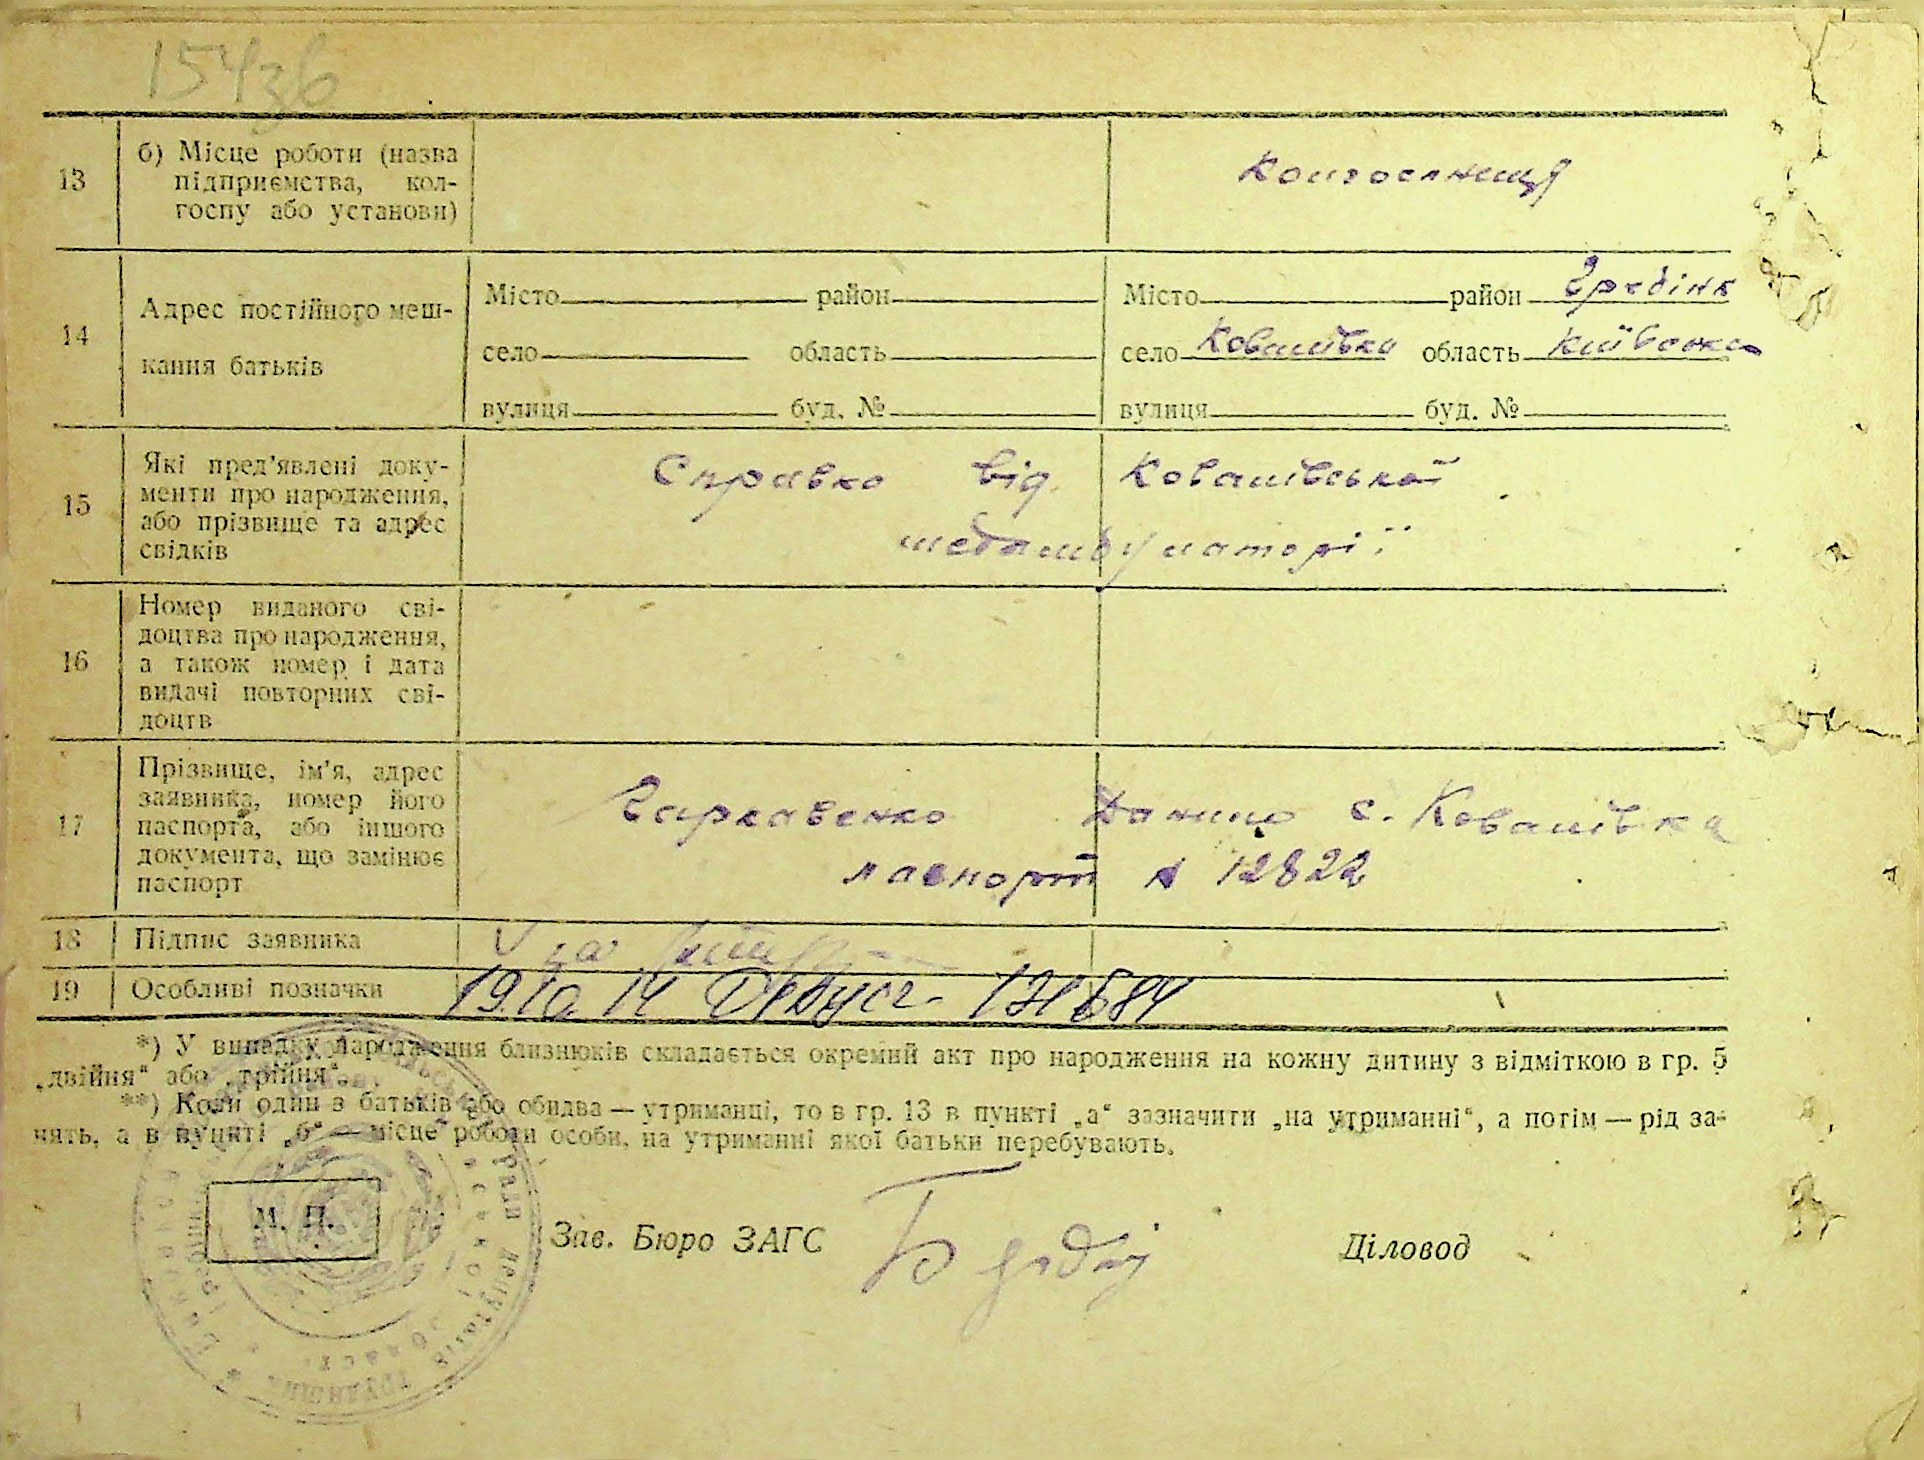 13
б) Місце роботи (назва
підприємства, кол-
госпу або установи)
колгоспниця
14
Адрес постійного меш-
кання батьків
Місто район
село область
вулиця буд. №
Місто район Гребінк
село Ковалівка область Київська
вулиця буд. №
15
Які пред'явлені доку-
менти про народження,
або прізвище та адрес
свідків
Справка від Ковалівської
медамбулаторії
16
Номер виданого сві-
доцтва про народження,
а також номер і дата
видачі повторних сві-
доцтв
17
Прізвище, ім'я, адрес
заявника, номер його
паспорта, або іншого
документа, що замінює
паспорт
Данило с. Ковалівка
паспорт № 12822
18 Підпис заявника
19 Особливі позначки
*) У випадку народження близнюків складається окремий акт про народження на кожну дитину з відміткою в гр. 5
„двійня“ або „трійня“.
**) Коли один з батьків або обидва — утриманці, то в гр. 13 в пункті „а“ зазначити „на утриманні“, а потім — рід за-
нять, а в пункті „б“ — місце роботи особи, на утриманні якої батьки перебувають.
М. П.
Зав. Бюро ЗАГС
Діловод